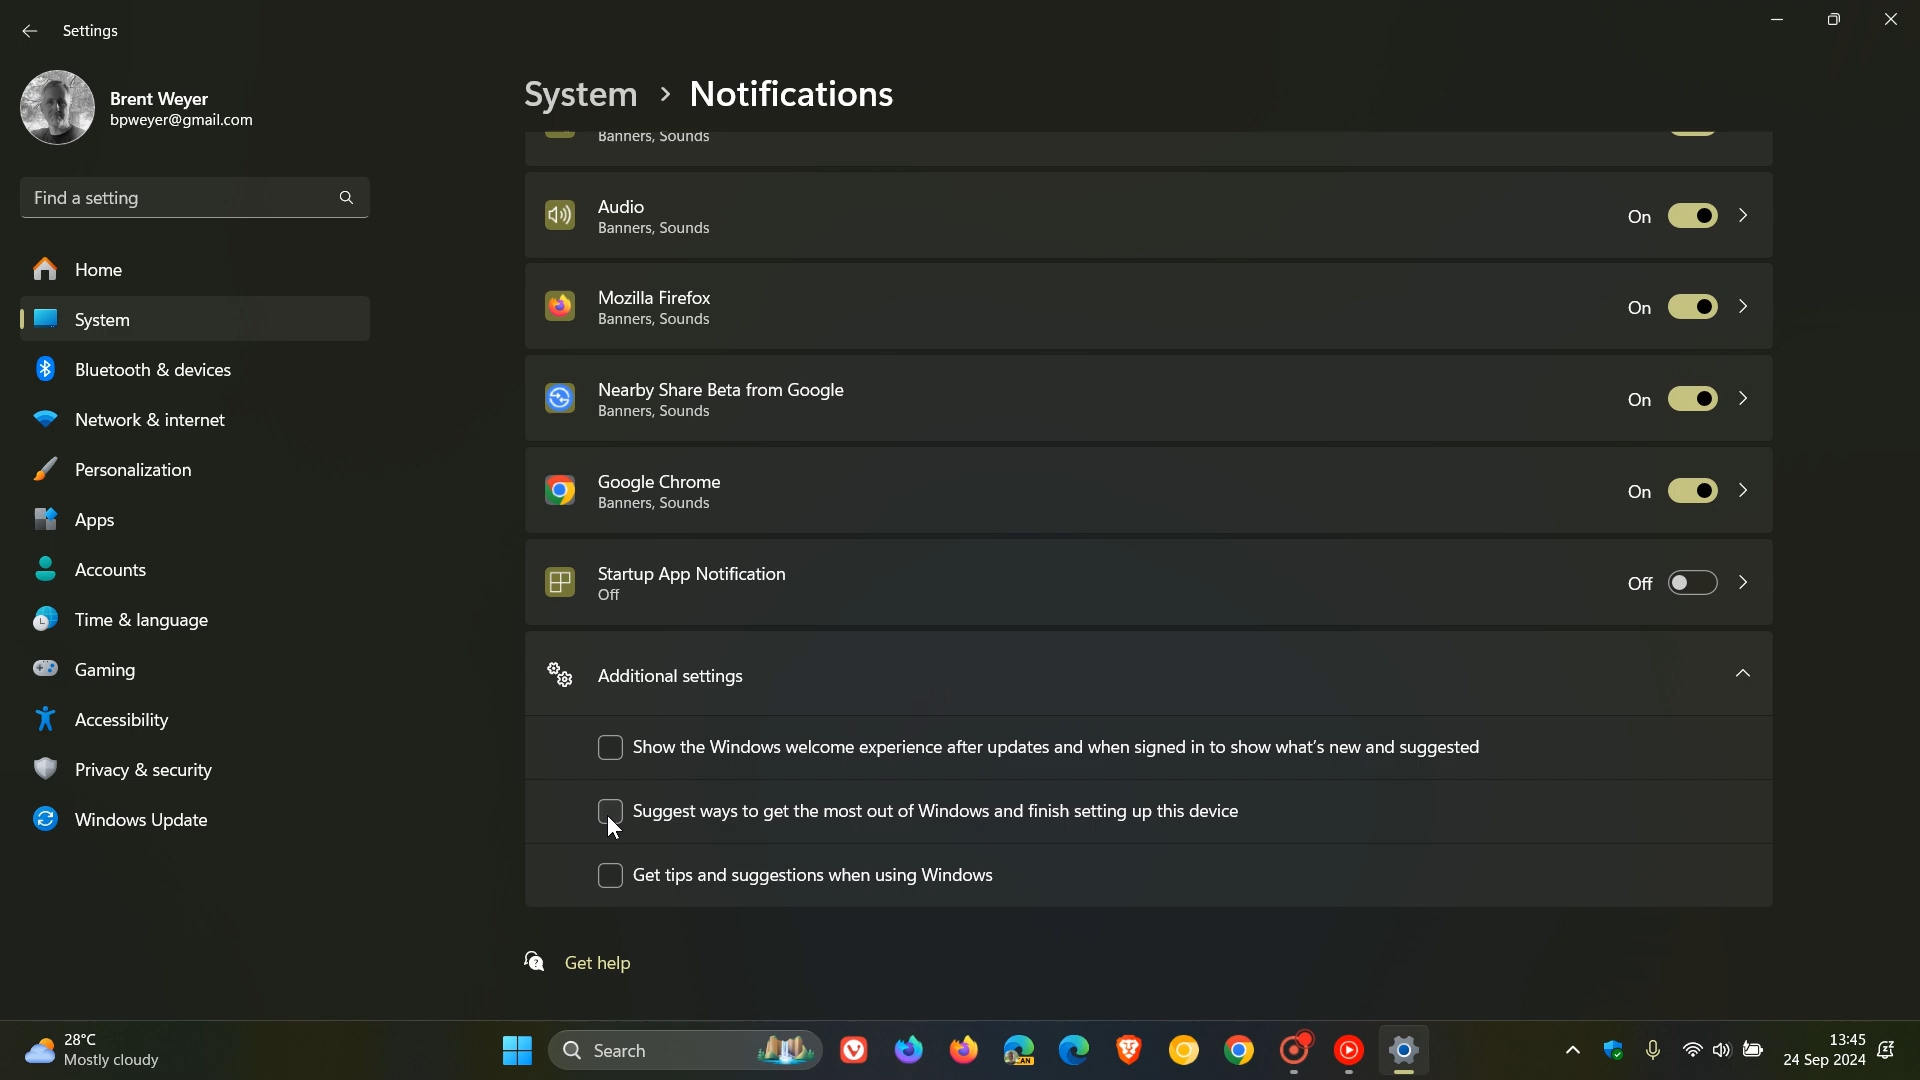 Settings
Brent Weyer
bpweyer@gmail.com
Find a setting
Home
System
Bluetooth & devices
Network & internet
Personalization
Apps
Accounts
Time & language
Gaming
Accessibility
Privacy & security
Windows Update
System > Notifications
Banners, Sounds
Audio
Banners, Sounds
On
Mozilla Firefox
Banners, Sounds
On
Nearby Share Beta from Google
Banners, Sounds
On
Google Chrome
Banners, Sounds
On
Startup App Notification
Off
Off
Additional settings
Show the Windows welcome experience after updates and when signed in to show what's new and suggested
Suggest ways to get the most out of Windows and finish setting up this device
Get tips and suggestions when using Windows
Get help
28°C
Mostly cloudy
Search
CAN
13:45
24 Sep 2024